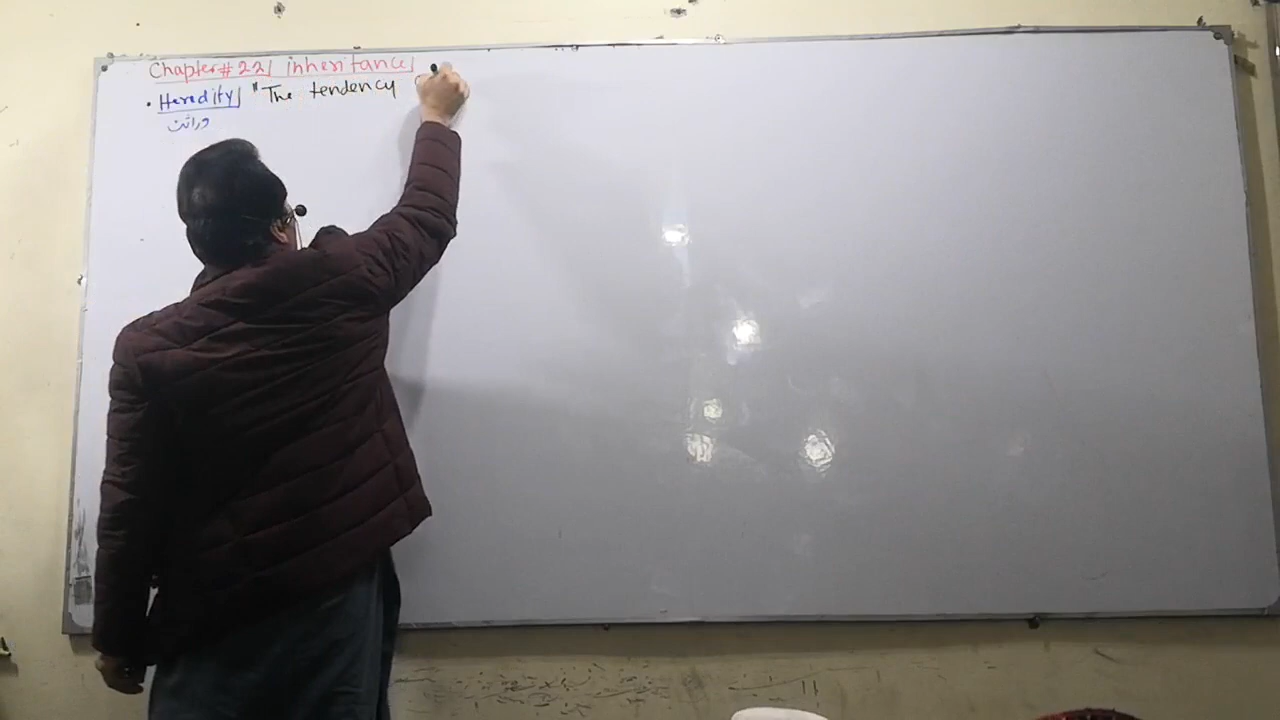 Chapter # 22 inheritance
• Heredity "The tendency
وراثت